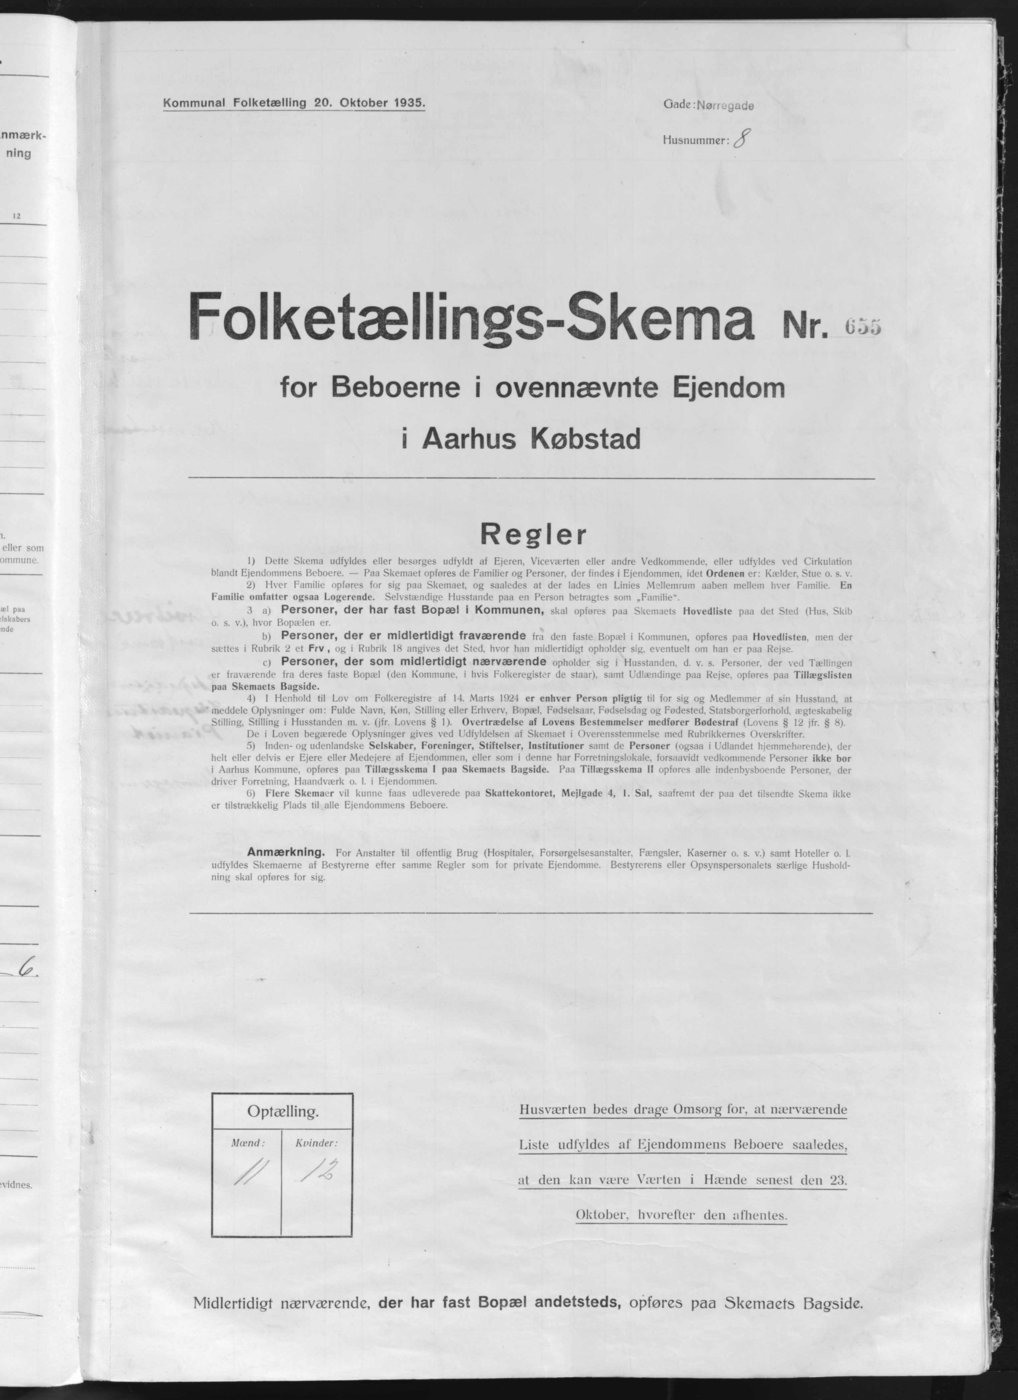 nmærk-
ning
12
eller som
ommune.
æl paa
elskabers
nde
6.
evidnes.
Kommunal Folketælling 20. Oktober 1935.
Gade: Nørregade
Husnummer: 8
Folketællings-Skema Nr. 655
for Beboerne i ovennævnte Ejendom
i Aarhus Købstad
Regler
1) Dette Skema udfyldes eller besørges udfyldt af Ejeren, Viceværten eller andre Vedkommende, eller udfyldes ved Cirkulation
blandt Ejendommens Beboere. — Paa Skemaet opføres de Familier og Personer, der findes i Ejendommen, idet Ordenen er: Kælder, Stue o. s. v.
2) Hver Familie opføres for sig paa Skemaet, og saaledes at der lades en Linies Mellemrum aaben mellem hver Familie. En
Familie omfatter ogsaa Logerende. Selvstændige Husstande paa en Person betragtes som „Familie“.
3 a) Personer, der har fast Bopæl i Kommunen, skal opføres paa Skemaets Hovedliste paa det Sted (Hus, Skib
o. s. v.), hvor Bopælen er.
b) Personer, der er midlertidigt fraværende fra den faste Bopæl i Kommunen, opføres paa Hovedlisten, men der
sættes i Rubrik 2 et Frv., og i Rubrik 18 angives det Sted, hvor han midlertidigt opholder sig, eventuelt om han er paa Rejse.
c) Personer, der som midlertidigt nærværende opholder sig i Husstanden, d. v. s. Personer, der ved Tællingen
er fraværende fra deres faste Bopæl (den Kommune, i hvis Folkeregister de staar), samt Udlændinge paa Rejse, opføres paa Tillægslisten
paa Skemaets Bagside.
4) I Henhold til Lov om Folkeregistre af 14. Marts 1924 er enhver Person pligtig til for sig og Medlemmer af sin Husstand, at
meddele Oplysninger om: Fulde Navn, Køn, Stilling eller Erhverv, Bopæl, Fødselsaar, Fødselsdag og Fødested, Statsborgerforhold, ægteskabelig
Stilling, Stilling i Husstanden m. v. (jfr. Lovens § 1). Overtrædelse af Lovens Bestemmelser medfører Bødestraf (Lovens § 12 jfr. § 8).
De i Loven begærede Oplysninger gives ved Udfyldelsen af Skemaet i Overensstemmelse med Rubrikkernes Overskrifter.
5) Inden- og udenlandske Selskaber, Foreninger, Stiftelser, Institutioner samt de Personer (ogsaa i Udlandet hjemmehørende), der
helt eller delvis er Ejere eller Medejere af Ejendommen, eller som i denne har Forretningslokale, forsaavidt vedkommende Personer ikke bor
i Aarhus Kommune, opføres paa Tillægsskema I paa Skemaets Bagside. Paa Tillægsskema II opføres alle indenbysboende Personer, der
driver Forretning, Haandværk o. l. i Ejendommen.
6) Flere Skemaer vil kunne faas udleverede paa Skattekontoret, Mejlgade 4, 1. Sal, saafremt der paa det tilsendte Skema ikke
er tilstrækkelig Plads til alle Ejendommens Beboere.
Anmærkning. For Anstalter til offentlig Brug (Hospitaler, Forsørgelsesanstalter, Fængsler, Kaserner o. s. v.) samt Hoteller o. l.
udfyldes Skemaerne af Bestyrerne efter samme Regler som for private Ejendomme. Bestyrerens eller Opsynspersonalets særlige Hushold-
ning skal opføres for sig.
Optælling.
Mænd: Kvinder:
11 12
Husværten bedes drage Omsorg for, at nærværende
Liste udfyldes af Ejendommens Beboere saaledes,
at den kan være Værten i Hænde senest den 23.
Oktober, hvorefter den afhentes.
Midlertidigt nærværende, der har fast Bopæl andetsteds, opføres paa Skemaets Bagside.